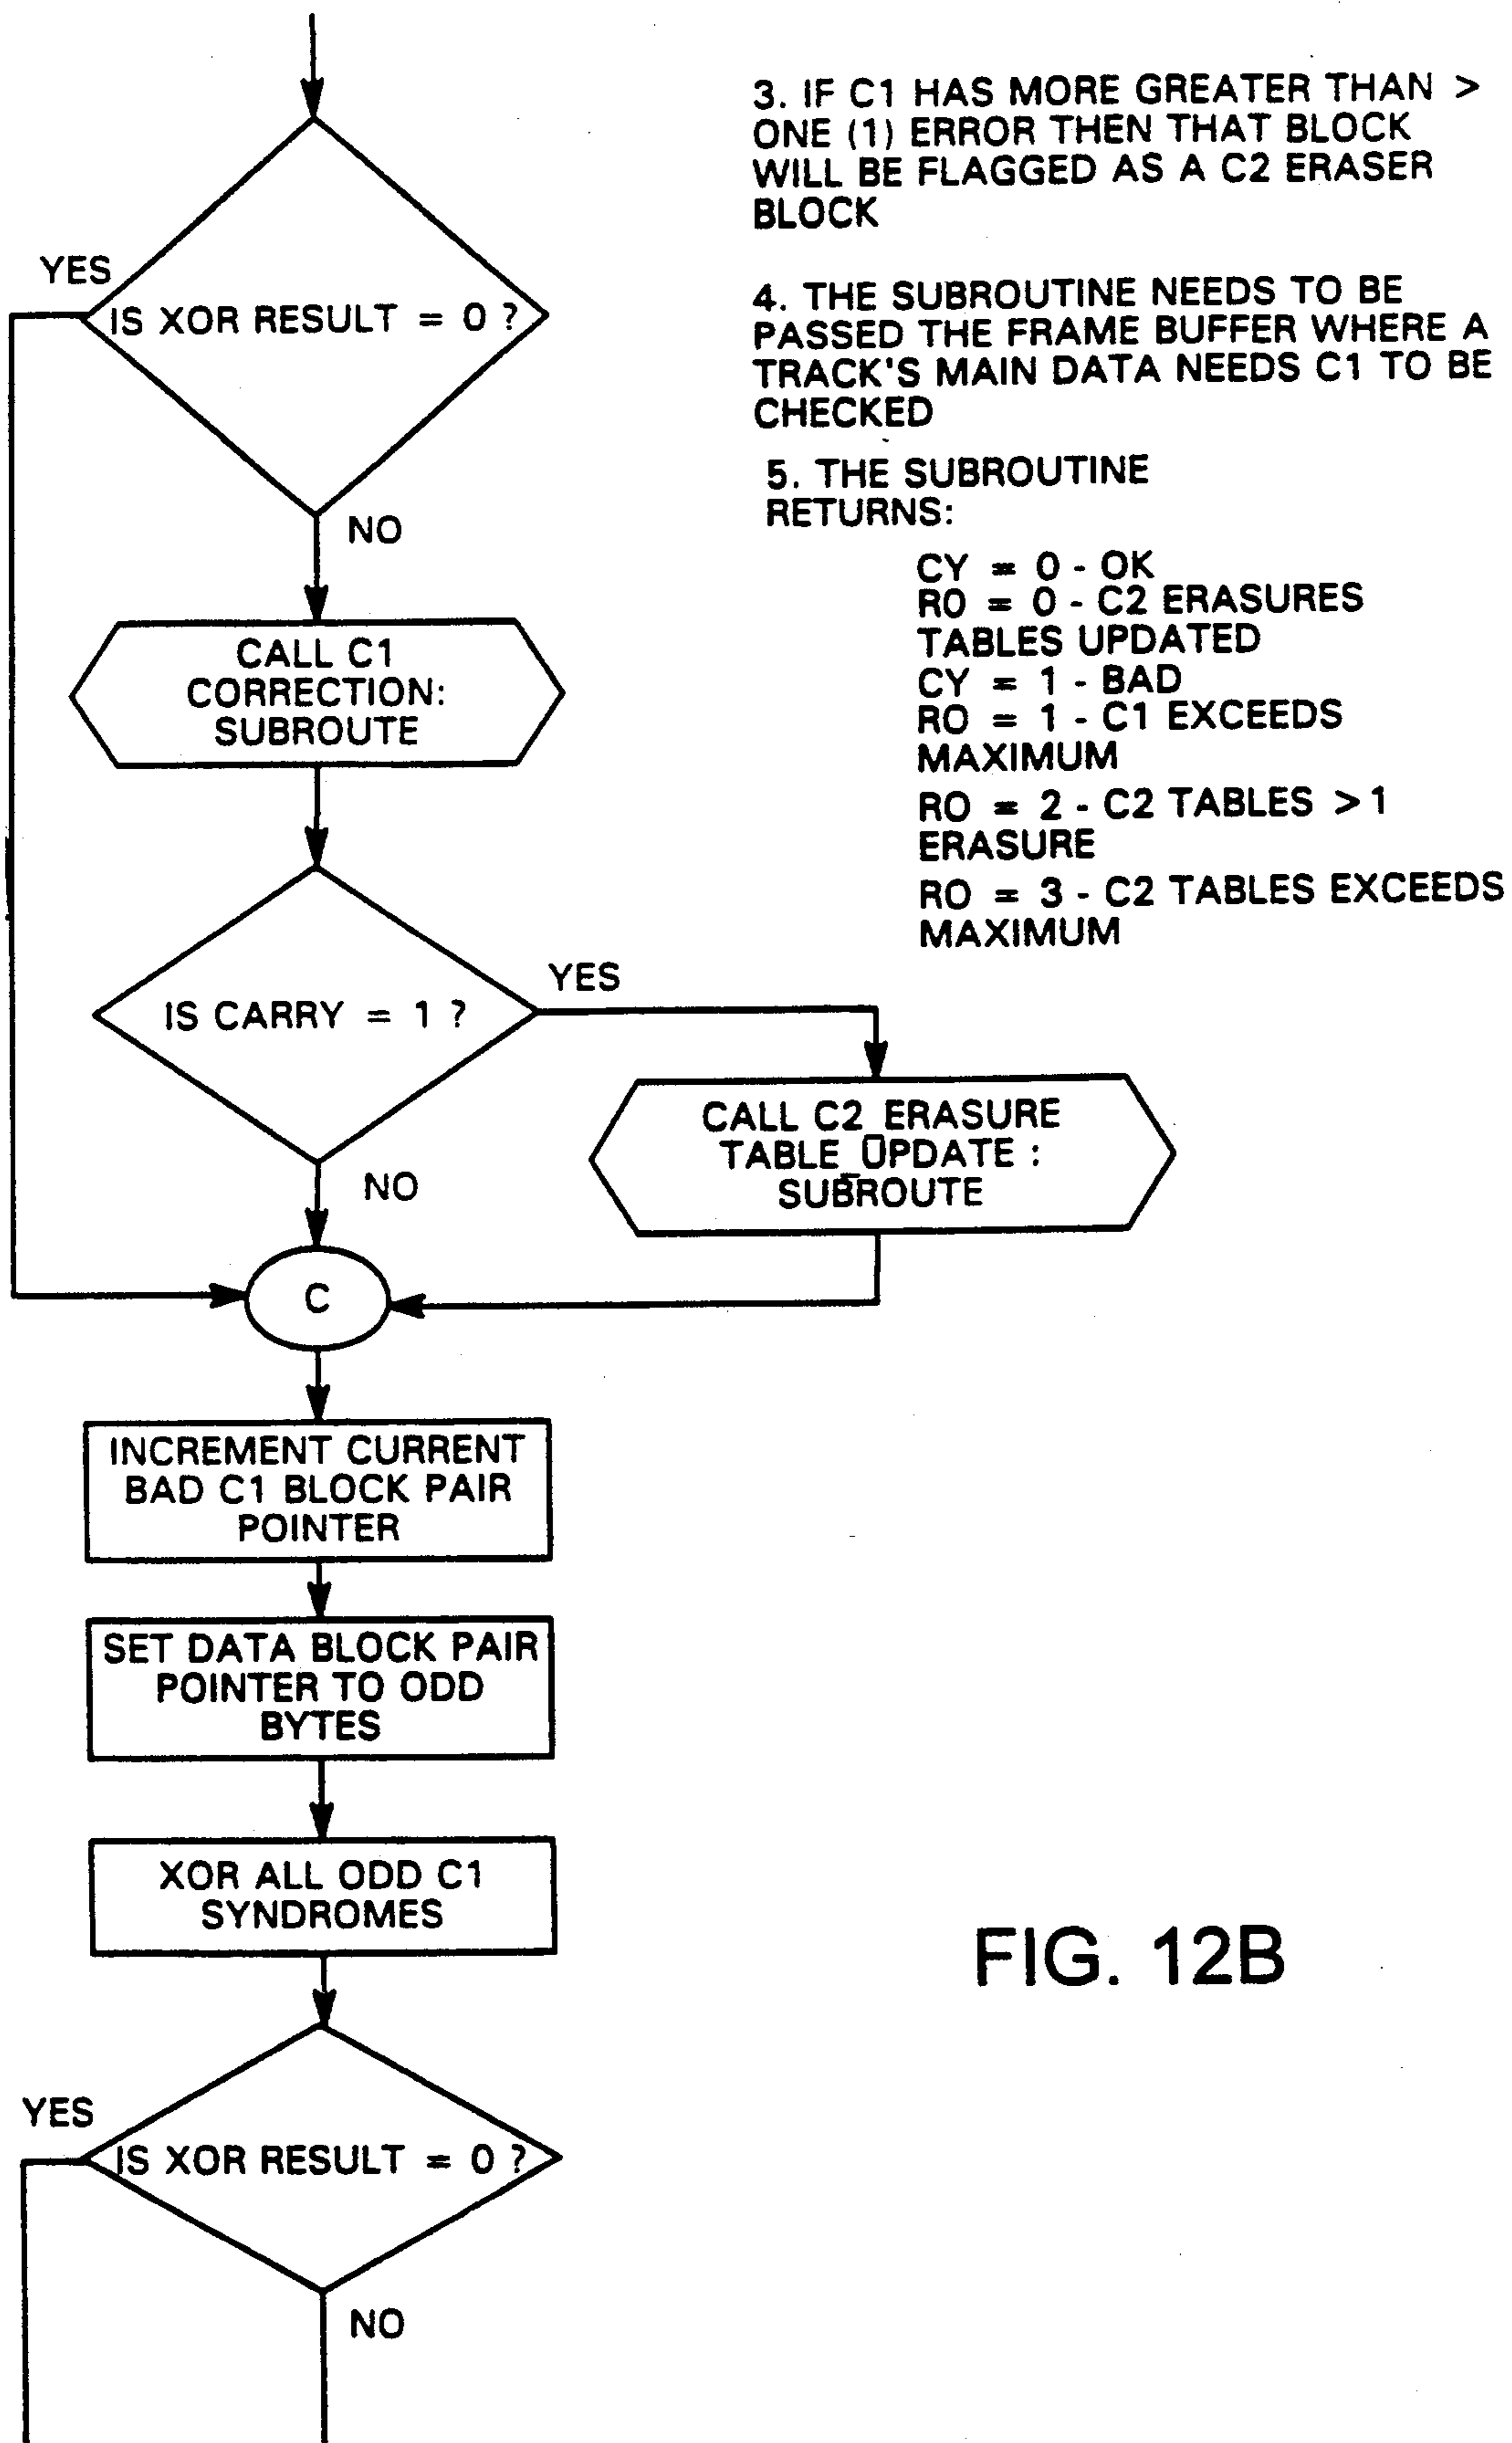 3. IF C1 HAS MORE GREATER THAN >
ONE (1) ERROR THEN THAT BLOCK
WILL BE FLAGGED AS A C2 ERASER
BLOCK
4. THE SUBROUTINE NEEDS TO BE
PASSED THE FRAME BUFFER WHERE A
TRACK'S MAIN DATA NEEDS C1 TO BE
CHECKED
5. THE SUBROUTINE
RETURNS:
CY = 0 - OK
RO = 0 - C2 ERASURES
TABLES UPDATED
CY = 1 - BAD
RO = 1 - C1 EXCEEDS
MAXIMUM
RO = 2 - C2 TABLES > 1
ERASURE
RO = 3 - C2 TABLES EXCEEDS
MAXIMUM
YES
IS XOR RESULT = 0 ?
NO
CALL C1
CORRECTION:
SUBROUTE
IS CARRY = 1 ?
YES
NO
CALL C2_ERASURE
TABLE_UPDATE :
SUBROUTE
C
INCREMENT CURRENT
BAD C1 BLOCK PAIR
POINTER
SET DATA BLOCK PAIR
POINTER TO ODD
BYTES
XOR ALL ODD C1
SYNDROMES
YES
IS XOR RESULT = 0 ?
NO
FIG. 12B